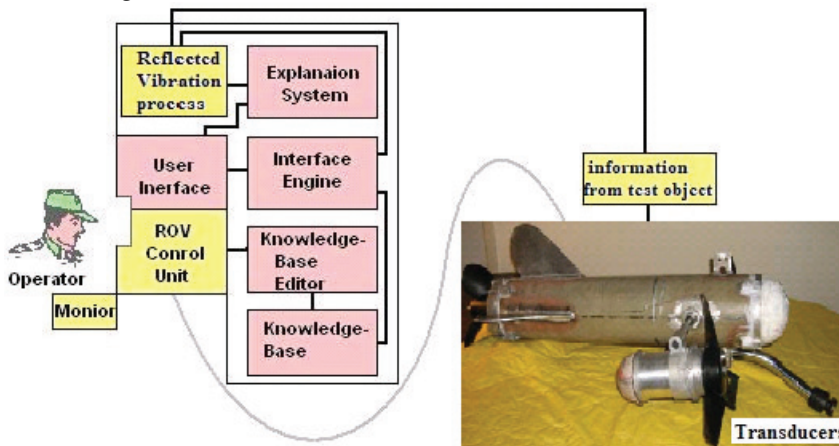 Reflected
Vibration
process
Explanaion
System
User
Inerface
Interface
Engine
information
from test object
ROV
Conrol
Unit
Knowledge-
Base
Editor
Operator
Monior
Knowledge-
Base
Transducers